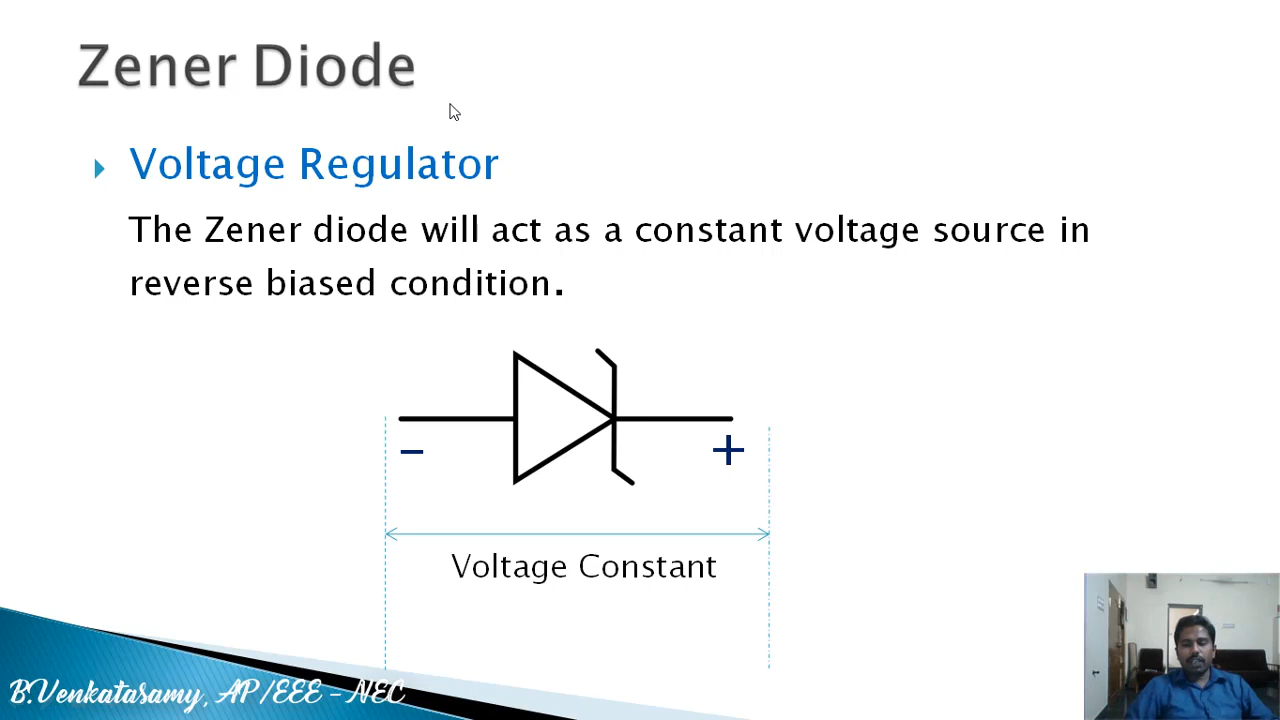 Zener Diode
Voltage Regulator
The Zener diode will act as a constant voltage source in
reverse biased condition.
- +
Voltage Constant
B.Venkatasamy, AP/EEE - NEC